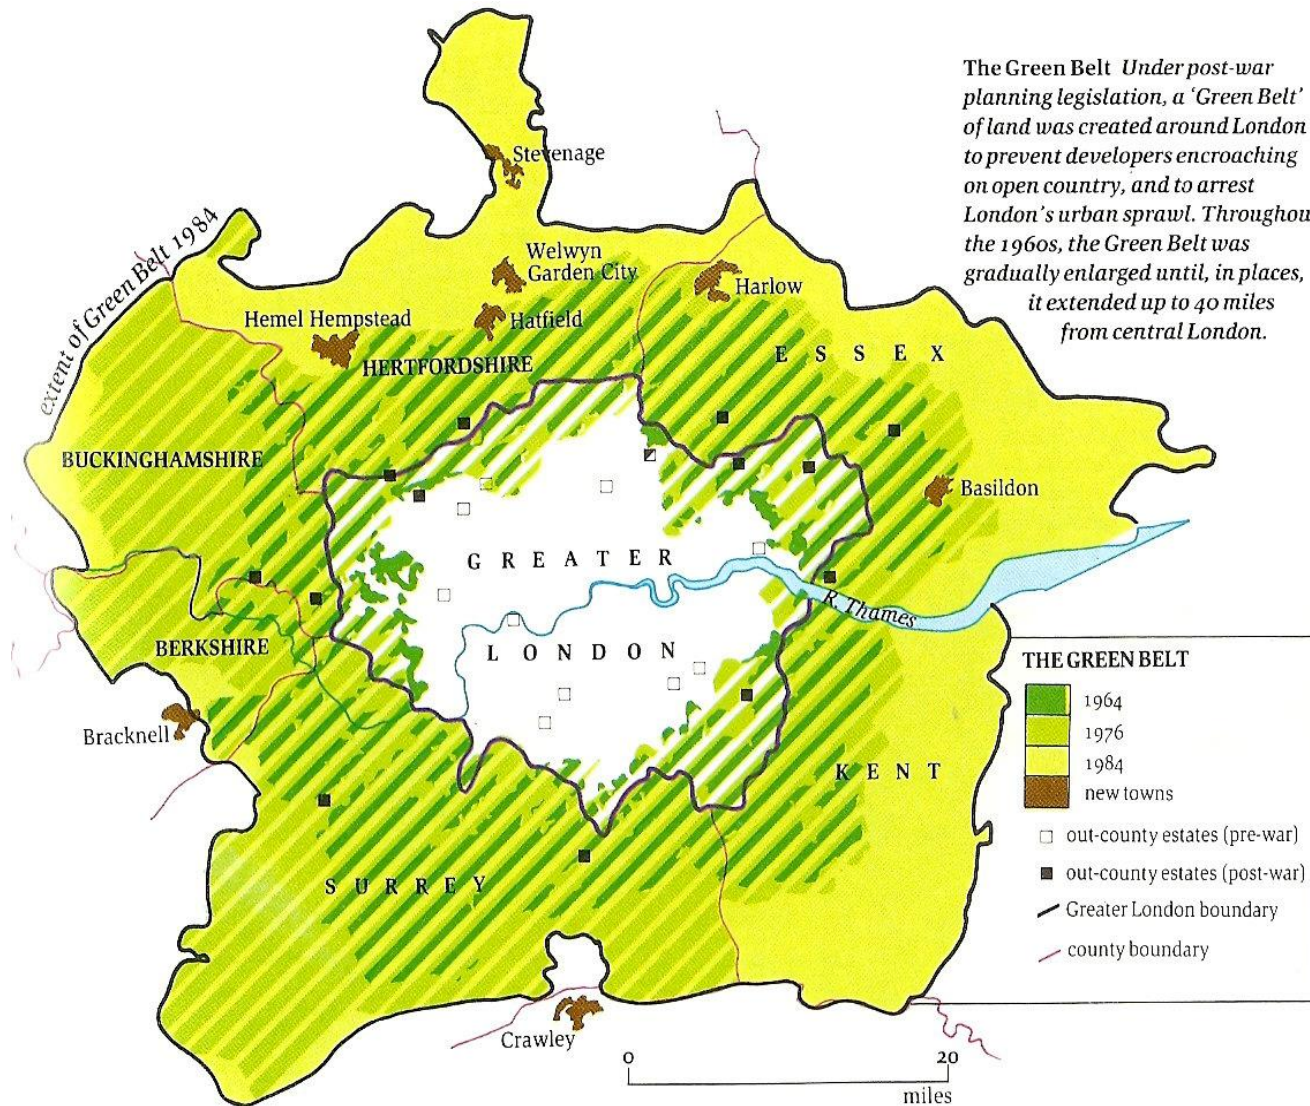 The Green Belt Under post-war
planning legislation, a 'Green Belt'
of land was created around London
to prevent developers encroaching
on open country, and to arrest
London's urban sprawl. Throughou
the 1960s, the Green Belt was
gradually enlarged until, in places,
it extended up to 40 miles
from central London.
Stevenage
extent of Green Belt 1984
Welwyn
Garden City
Harlow
Hemel Hempstead
Hatfield
HERTFORDSHIRE
ESSEX
BUCKINGHAMSHIRE
Basildon
GREATER
LONDON
R. Thames
BERKSHIRE
Bracknell
KENT
SURREY
Crawley
THE GREEN BELT
1964
1976
1984
new towns
out-county estates (pre-war)
out-county estates (post-war)
Greater London boundary
county boundary
0 20
miles